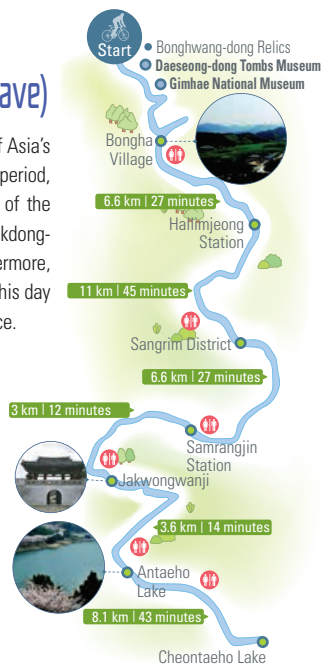 Start
Bonghwang-dong Relics
Daeseong-dong Tombs Museum
Gimhae National Museum
ave)
f Asia's
period,
of the
kdong-
ermore,
his day
ce.
Bongha
Village
6.6 km | 27 minutes
Hallimjeong
Station
11 km | 45 minutes
Sangrim District
6.6 km | 27 minutes
3 km | 12 minutes
Samrangjin
Station
Jakwongwanji
3.6 km | 14 minutes
Antaeho
Lake
8.1 km | 43 minutes
Cheontaeho Lake